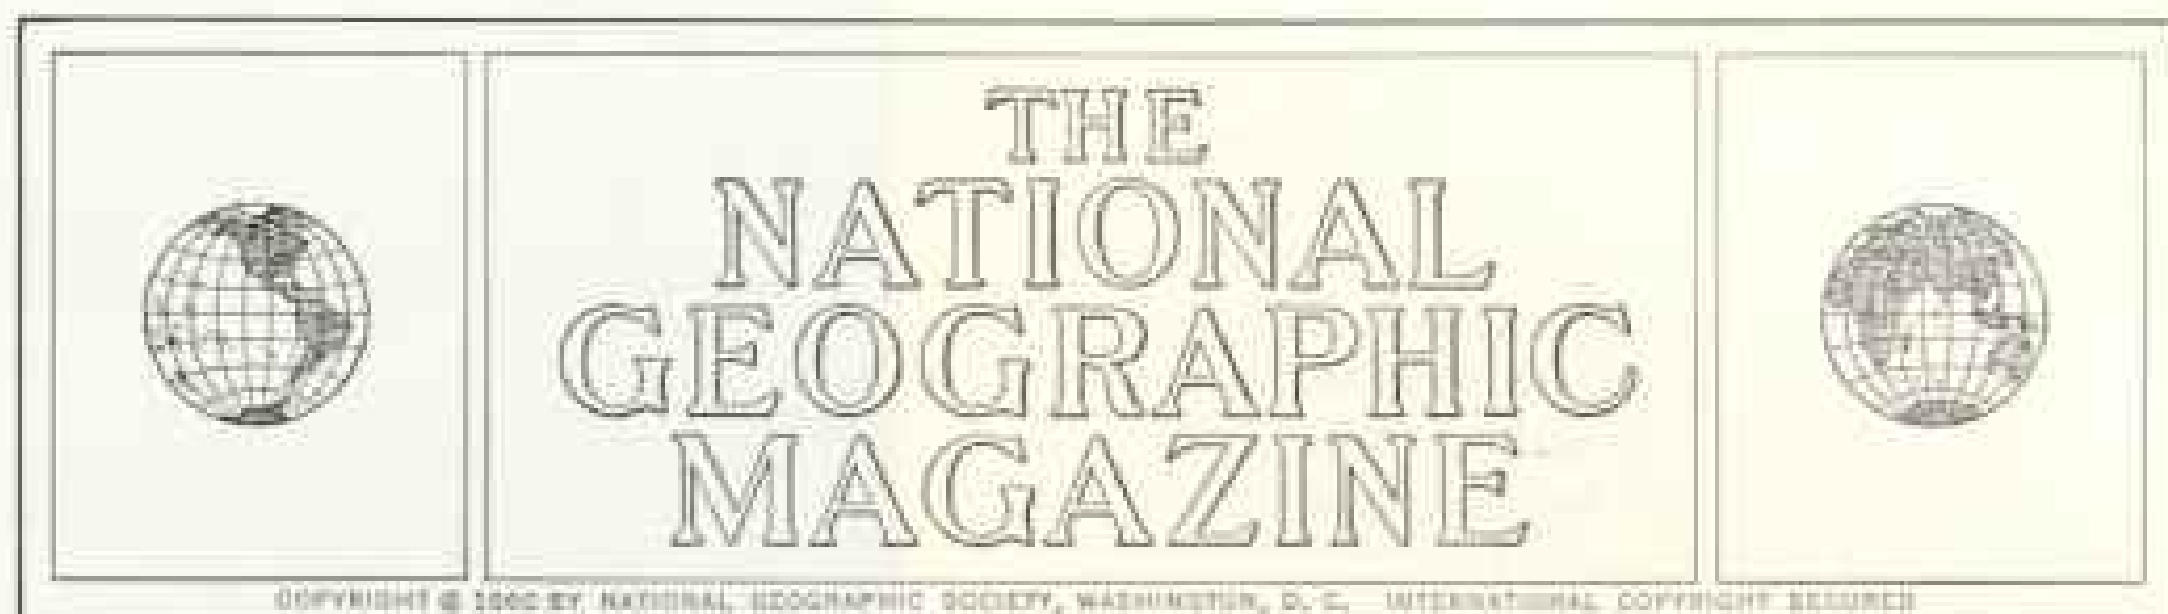 THE
NATIONAL
GEOGRAPHIC
MAGAZINE
COPYRIGHT © BY NATIONAL GEOGRAPHIC SOCIETY, WASHINGTON, D. C. INTERNATIONAL COPYRIGHT SECURED